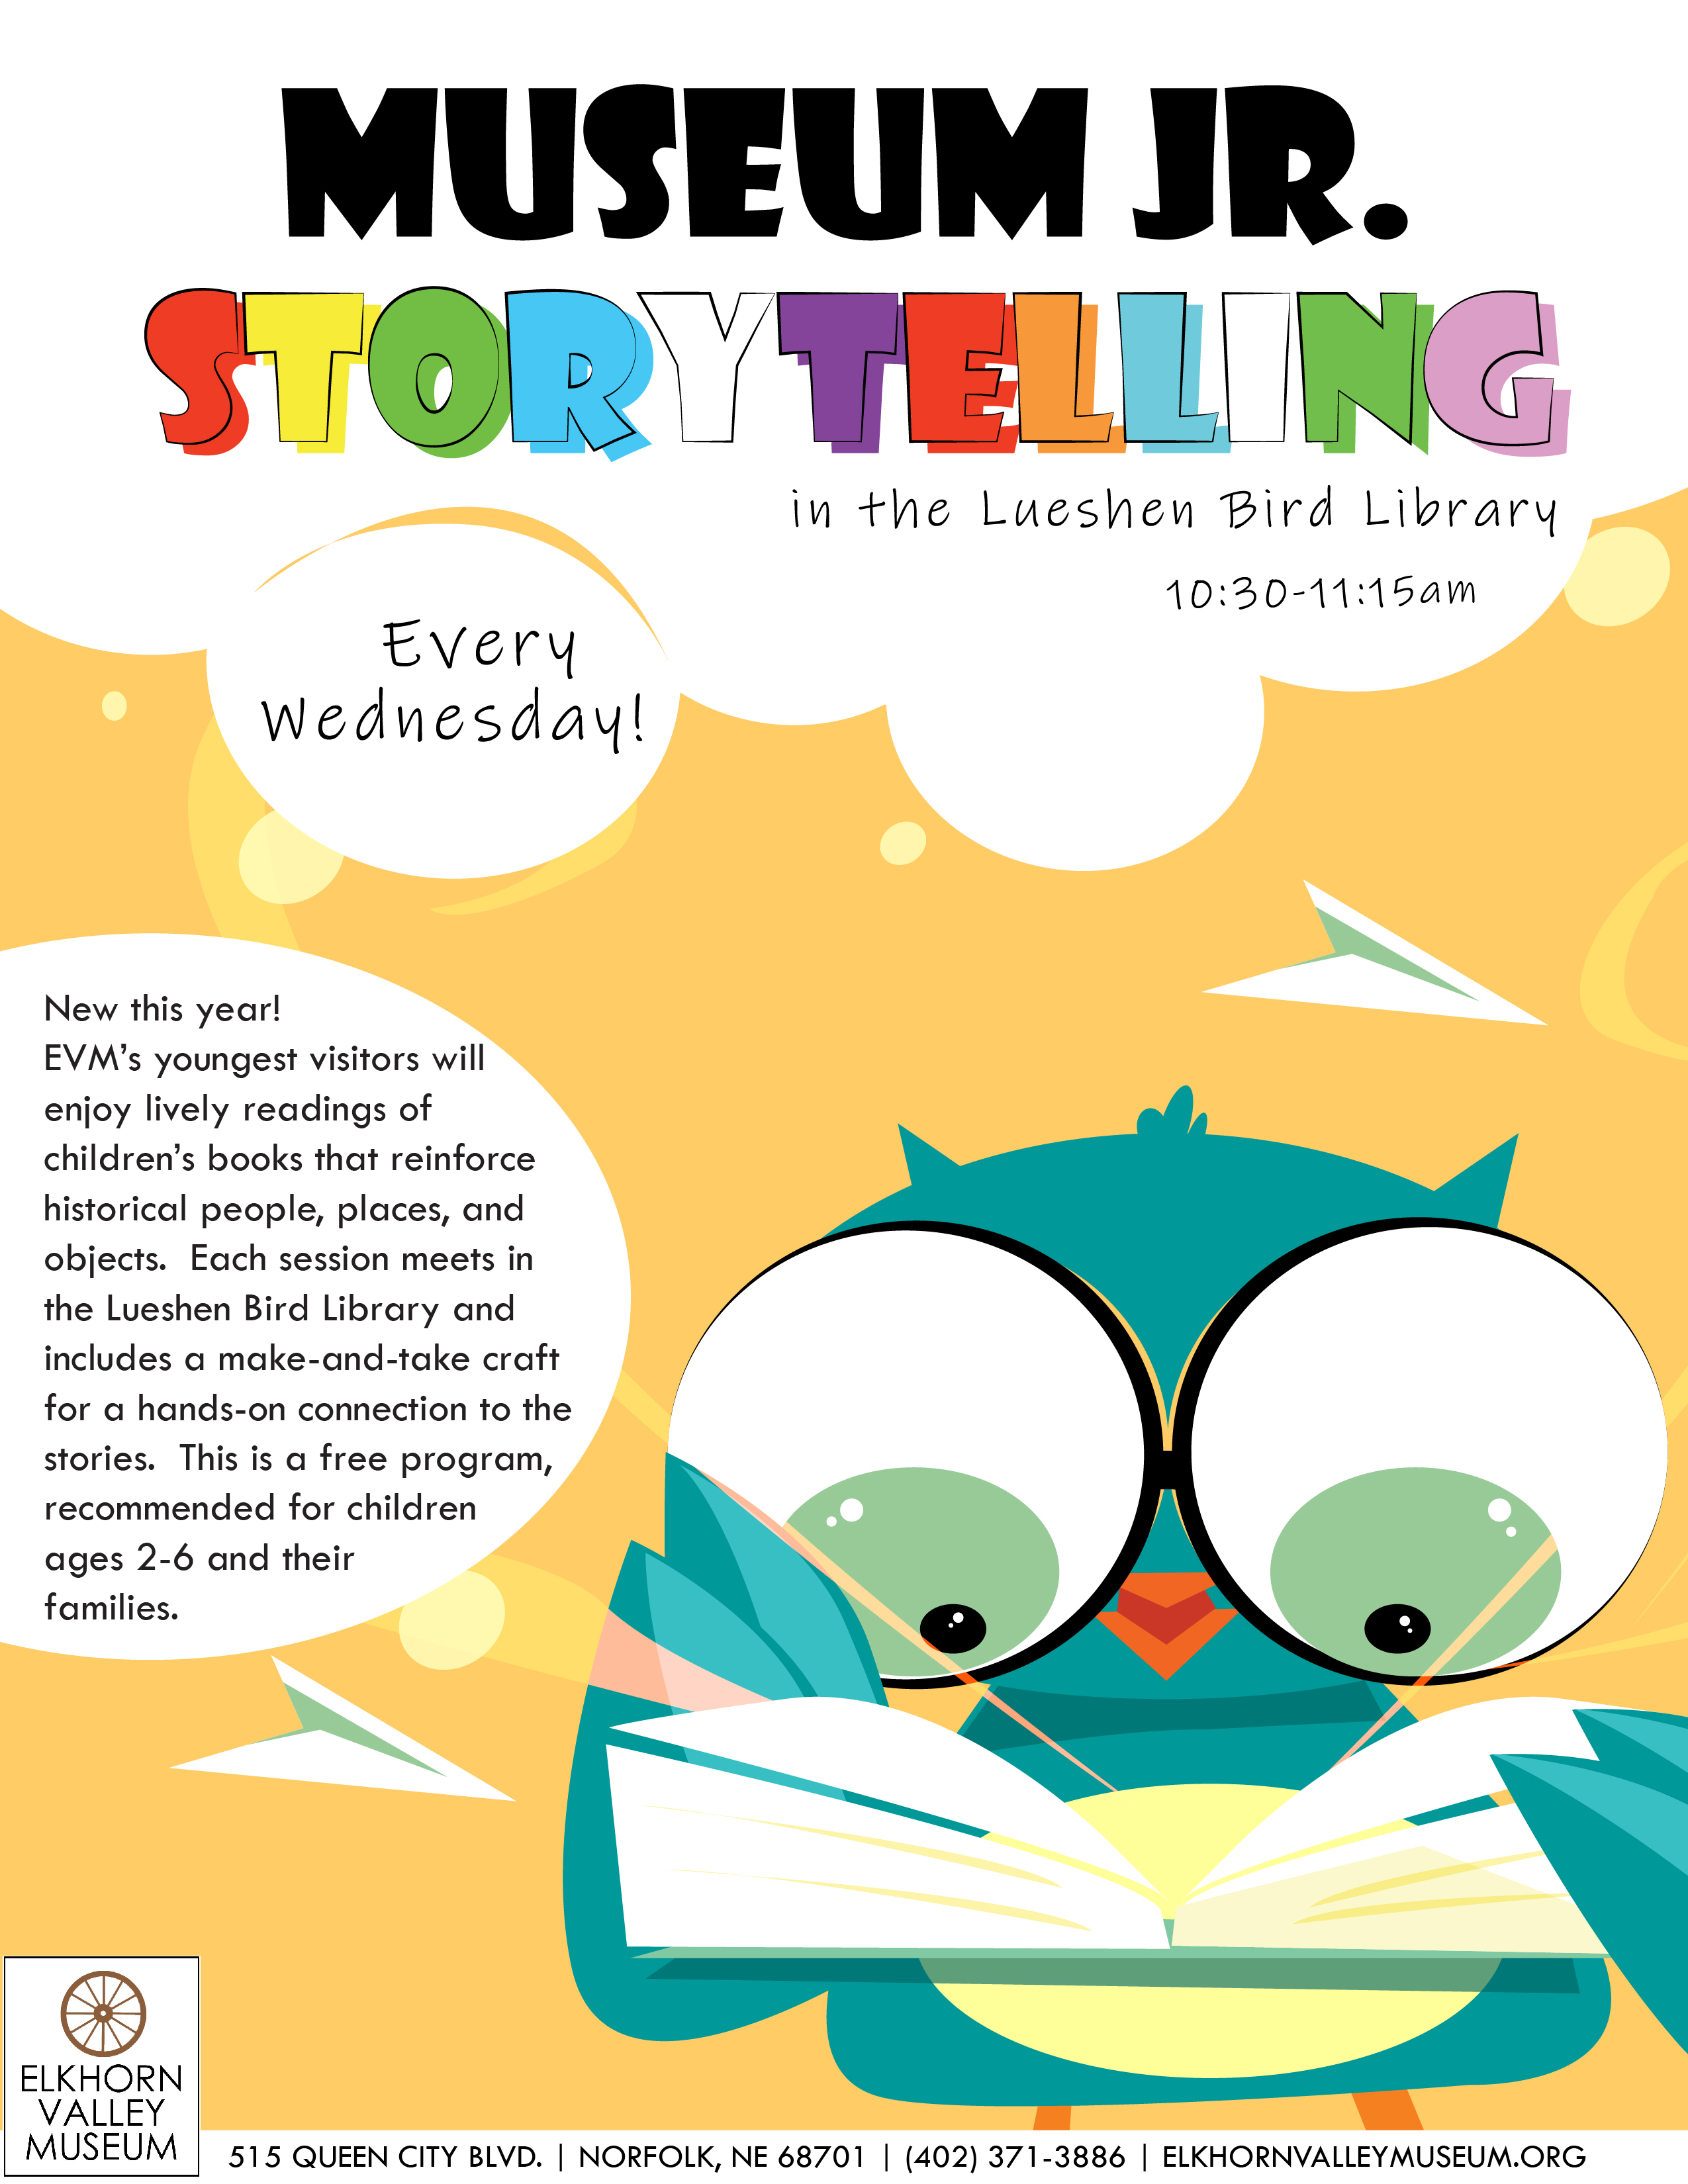 MUSEUM JR.
STORYTELLING
in the Lueshen Bird Library
10:30-11:15am
Every
Wednesday!
New this year!
EVM’s youngest visitors will
enjoy lively readings of
children’s books that reinforce
historical people, places, and
objects.  Each session meets in
the Lueshen Bird Library and
includes a make-and-take craft
for a hands-on connection to the
stories.  This is a free program,
recommended for children
ages 2-6 and their
families.
ELKHORN
VALLEY
MUSEUM
515 QUEEN CITY BLVD. | NORFOLK, NE 68701 | (402) 371-3886 | ELKHORNVALLEYMUSEUM.ORG